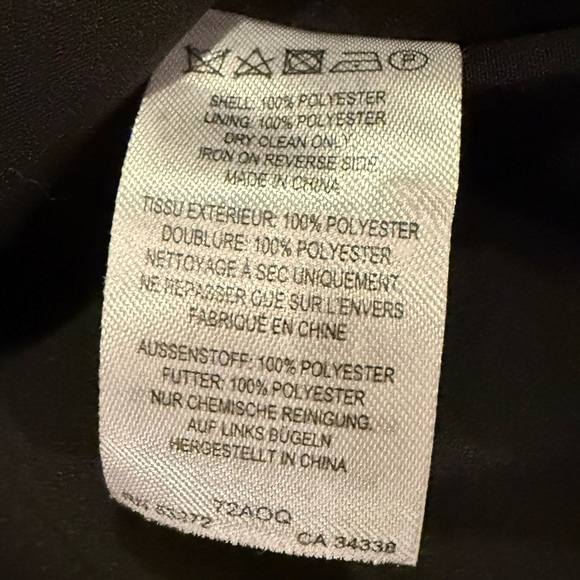 SHELL: 100% POLYESTER
LINING: 100% POLYESTER
DRY CLEAN ONLY
IRON ON REVERSE SIDE
MADE IN CHINA
TISSU EXTERIEUR: 100% POLYESTER
DOUBLURE: 100% POLYESTER
NETTOYAGE À SEC UNIQUEMENT
NE REPASSER QUE SUR L'ENVERS
FABRIQUÉ EN CHINE
AUSSENSTOFF: 100% POLYESTER
FUTTER: 100% POLYESTER
NUR CHEMISCHE REINIGUNG.
AUF LINKS BÜGELN
HERGESTELLT IN CHINA
72AOQ
CA 34338